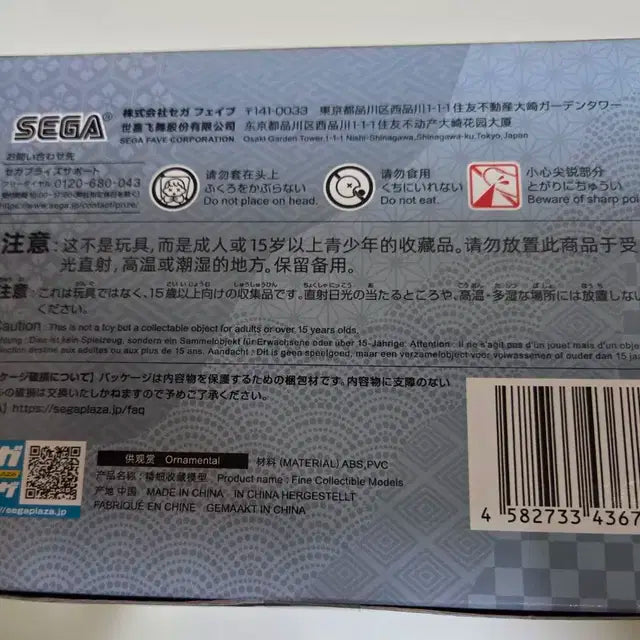 SEGA
株式会社セガ フェイブ 〒141-0033 東京都品川区西品川1-1-1住友不動産大崎ガーデンタワー
世嘉飞舞股份有限公司 东京都品川区西品川1-1-1住友不动产大崎花园大厦
SEGA FAVE CORPORATION. Osaki Garden Tower,1-1-1 Nishi-Shinagawa,Shinagawa-ku,Tokyo,Japan
お問い合わせ先
セガプライズサポート
フリーダイヤル 0120-680-043
https://www.sega.jp/contact/prize/
请勿套在头上
ふくろをかぶらない
Do not place on head.
请勿食用
くちにいれない
Do not eat.
小心尖锐部分
とがりにちゅうい
Beware of sharp poi
注意: 这不是玩具,而是成人或15岁以上青少年的收藏品。请勿放置此商品于受
光直射,高温或潮湿的地方。保留备用。
注意: これは玩具ではなく、15歳以上向けの収集品です。直射日光の当たるところや、高温・多湿な場所には放置しない
Caution : This is not a toy but a collectable object for adults or over 15 years olds.
htung: Das ist kein Spielzeug, sondern ein Sammelobjekt für Erwachsene oder über 15-Jährige: Attention : Il ne s'agit pas d'un jouet mais d'un objet
ction destine aux adultes ou aux plus de 15 ans. Aandacht : Dit is geen speelgoed, maar een verzamelobject voor volwassenen of ouder dan 15 jaar
ケージ破損について】パッケージは内容物を保護するための梱包材です。内容物に支障のない
の破損は交換いたしかねますので予めご了承ください。
A】https://segaplaza.jp/faq
segaplaza.jp
供观赏 Ornamental 材料 (MATERIAL) ABS,PVC
产品名称:精细收藏模型 Product name : Fine Collectible Models
产地 中国 MADE IN CHINA IN CHINA HERGESTELLT
FABRIQUÉ EN CHINE GEMAAKT IN CHINA
4 582733 4367